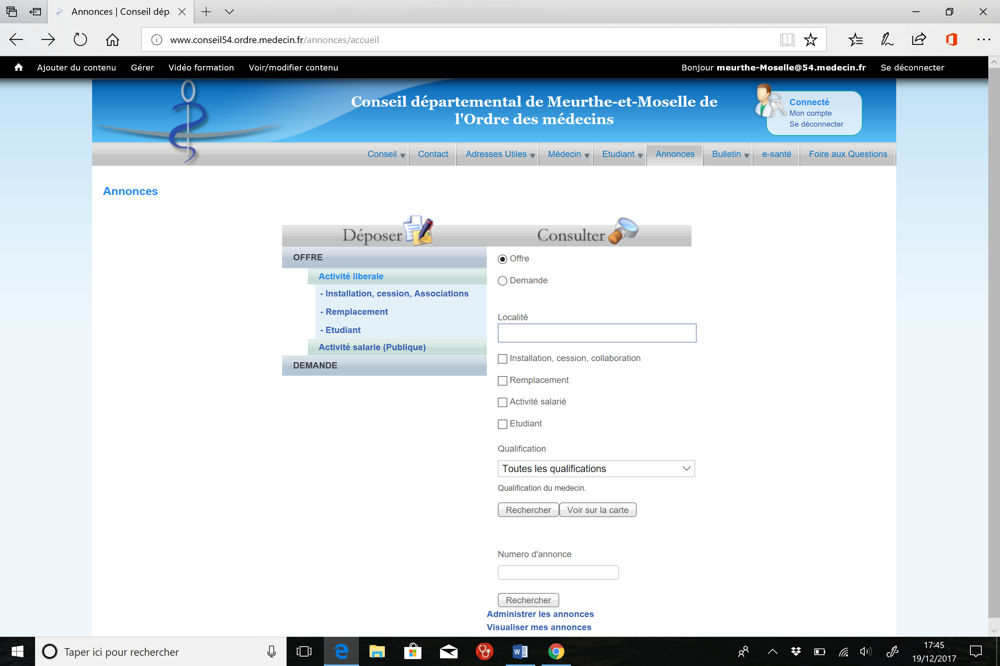 Annonces | Conseil dép
www.conseil54.ordre.medecin.fr/annonces/accueil
Ajouter du contenu Gérer Vidéo formation Voir/modifier contenu Bonjour meurthe-Moselle@54.medecin.fr Se déconnecter
Conseil départemental de Meurthe-et-Moselle de
l'Ordre des médecins
Connecté
Mon compte
Se déconnecter
Conseil Contact Adresses Utiles Médecin Etudiant Annonces Bulletin e-santé Foire aux Questions
Annonces
Déposer Consulter
OFFRE
Activité liberale
- Installation, cession, Associations
- Remplacement
- Etudiant
Activité salarie (Publique)
DEMANDE
Offre
Demande
Localité
Installation, cession, collaboration
Remplacement
Activité salarié
Etudiant
Qualification
Toutes les qualifications
Qualification du medecin.
Rechercher Voir sur la carte
Numero d'annonce
Rechercher
Administrer les annonces
Visualiser mes annonces
Taper ici pour rechercher
17:45
19/12/2017